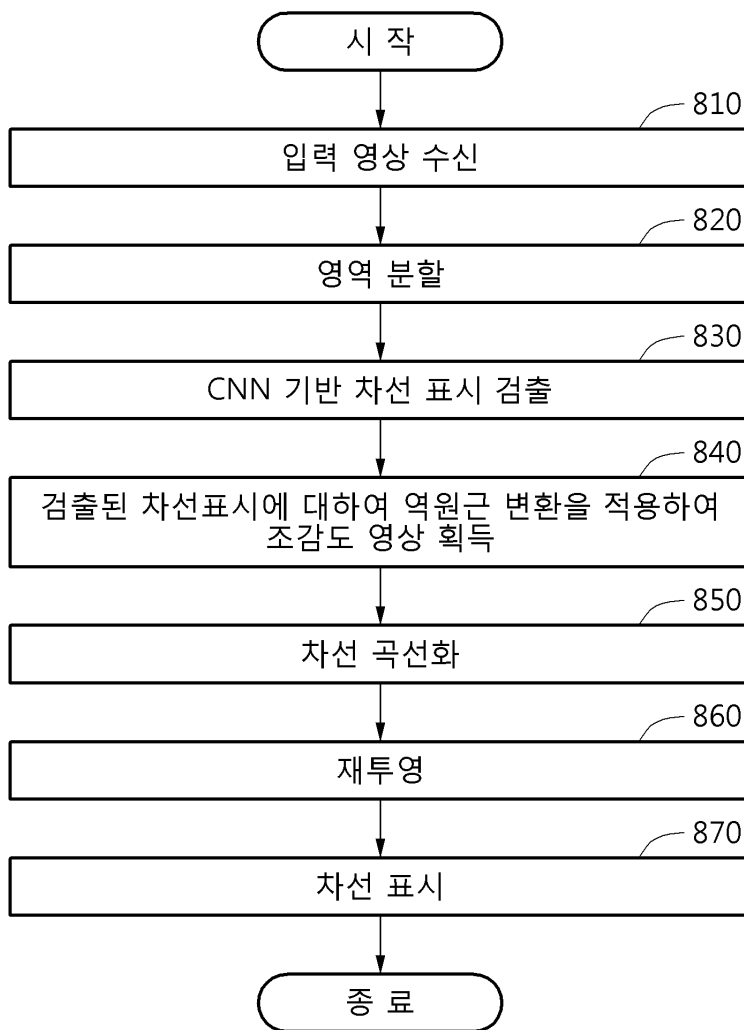 시 작
810
입력 영상 수신
820
영역 분할
830
CNN 기반 차선 표시 검출
840
검출된 차선표시에 대하여 역원근 변환을 적용하여
조감도 영상 획득
850
차선 곡선화
860
재투영
870
차선 표시
종 료